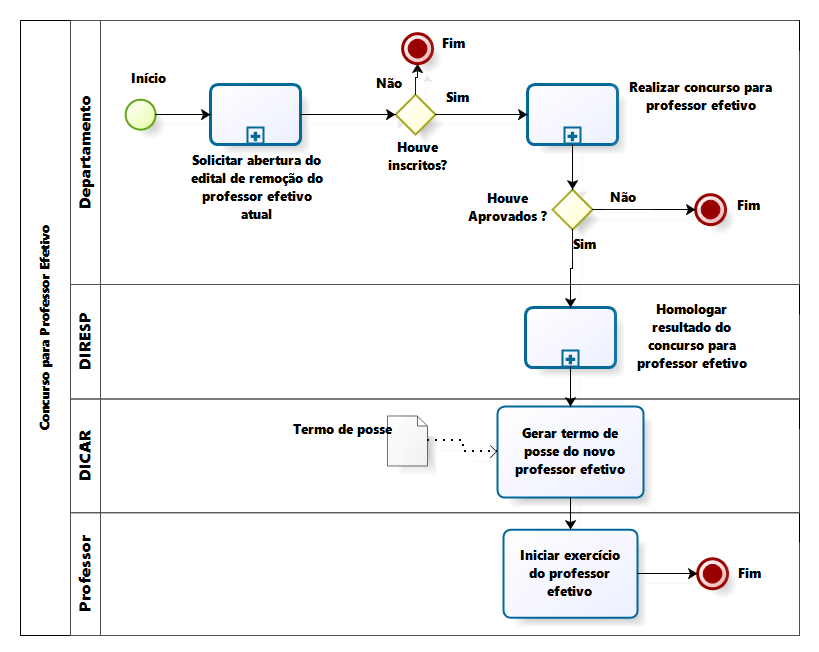 Concurso para Professor Efetivo
Departamento
Início
Solicitar abertura do
edital de remoção do
professor efetivo
atual
Fim
Não
Sim
Houve
inscritos?
Realizar concurso para
professor efetivo
Houve
Aprovados ?
Não
Fim
Sim
DIRESP
Homologar
resultado do
concurso para
professor efetivo
DICAR
Termo de posse
Gerar termo de
posse do novo
professor efetivo
Professor
Iniciar exercício
do professor
efetivo
Fim